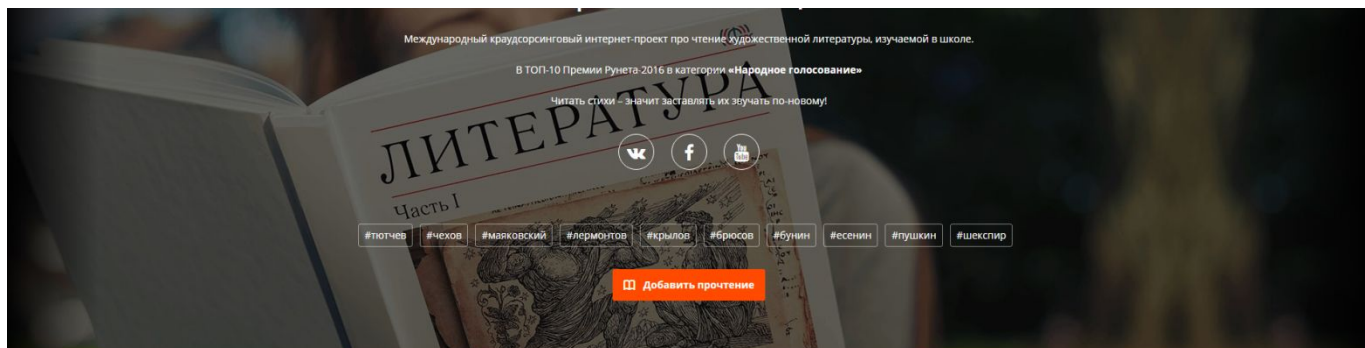 Международный краудсорсинговый интернет-проект про чтение художественной литературы, изучаемой в школе.
В ТОП-10 Премии Рунета-2016 в категории «Народное голосование»
Читать стихи – значит заставлять их звучать по-новому!
ЛИТЕРАТУРА
You
Tube
Часть I
#тютчев #чехов #маяковский #лермонтов #крылов #брюсов #бунин #есенин #пушкин #шекспир
Добавить прочтение